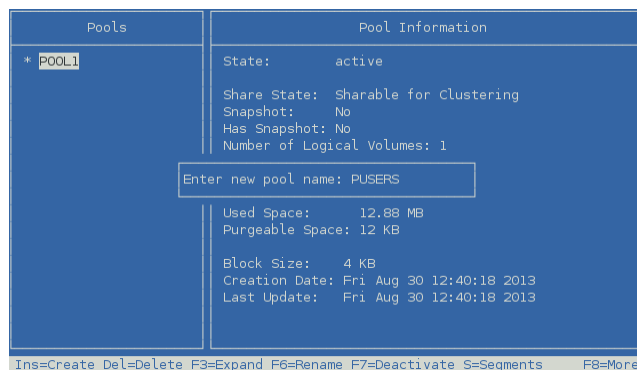 Pools
Pool Information
* POOL1
State: active
Share State: Sharable for Clustering
Snapshot: No
Has Snapshot: No
Number of Logical Volumes: 1
Enter new pool name: PUSERS
Used Space: 12.88 MB
Purgeable Space: 12 KB
Block Size: 4 KB
Creation Date: Fri Aug 30 12:40:18 2013
Last Update: Fri Aug 30 12:40:18 2013
Ins=Create Del=Delete F3=Expand F6=Rename F7=Deactivate S=Segments F8=More